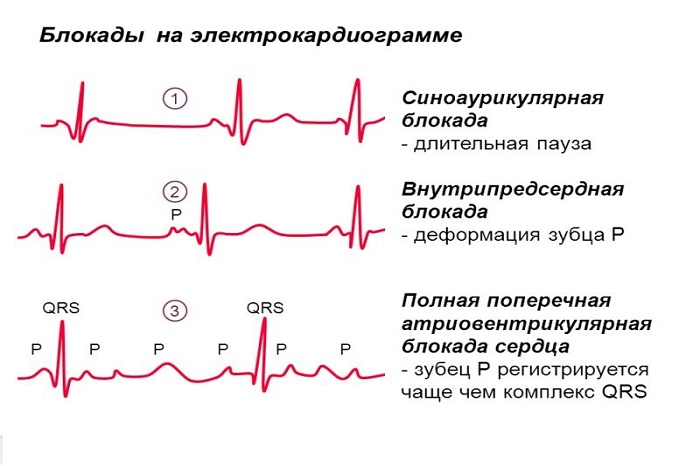 Блокады на электрокардиограмме
1
Синоаурикулярная
блокада
- длительная пауза
2
P
Внутрипредсердная
блокада
- деформация зубца P
3
QRS QRS
P P P P P P
Полная поперечная
атриовентрикулярная
блокада сердца
- зубец P регистрируется
чаще чем комплекс QRS